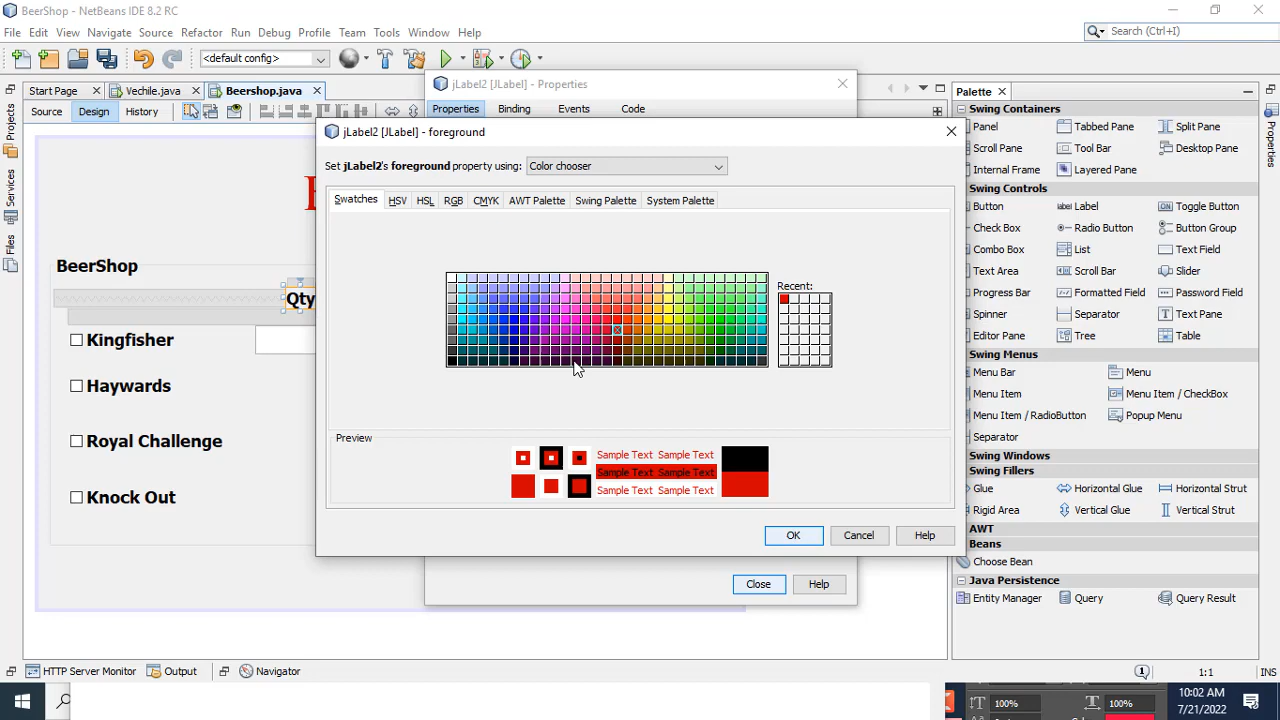 BeerShop - NetBeans IDE 8.2 RC
File Edit View Navigate Source Refactor Run Debug Profile Team Tools Window Help
Search (Ctrl+I)
<default config>
Start Page Vechile.java Beershop.java
Source Design History
jLabel2 [JLabel] - Properties
Properties Binding Events Code
jLabel2 [JLabel] - foreground
Set jLabel2's foreground property using: Color chooser
Swatches HSV HSL RGB CMYK AWT Palette Swing Palette System Palette
Recent:
Preview
Sample Text Sample Text
Sample Text Sample Text
Sample Text Sample Text
OK Cancel Help
Close Help
BeerShop
Qty
Kingfisher
Haywards
Royal Challenge
Knock Out
Projects
Services
Files
Palette
Swing Containers
Panel Tabbed Pane Split Pane
Scroll Pane Tool Bar Desktop Pane
Internal Frame Layered Pane
Swing Controls
Button Label Toggle Button
Check Box Radio Button Button Group
Combo Box List Text Field
Text Area Scroll Bar Slider
Progress Bar Formatted Field Password Field
Spinner Separator Text Pane
Editor Pane Tree Table
Swing Menus
Menu Bar Menu
Menu Item Menu Item / CheckBox
Menu Item / RadioButton Popup Menu
Separator
Swing Windows
Swing Fillers
Glue Horizontal Glue Horizontal Strut
Rigid Area Vertical Glue Vertical Strut
AWT
Beans
Choose Bean
Java Persistence
Entity Manager Query Query Result
Properties
HTTP Server Monitor Output Navigator
1 1:1 INS
100% 100%
10:02 AM
7/21/2022